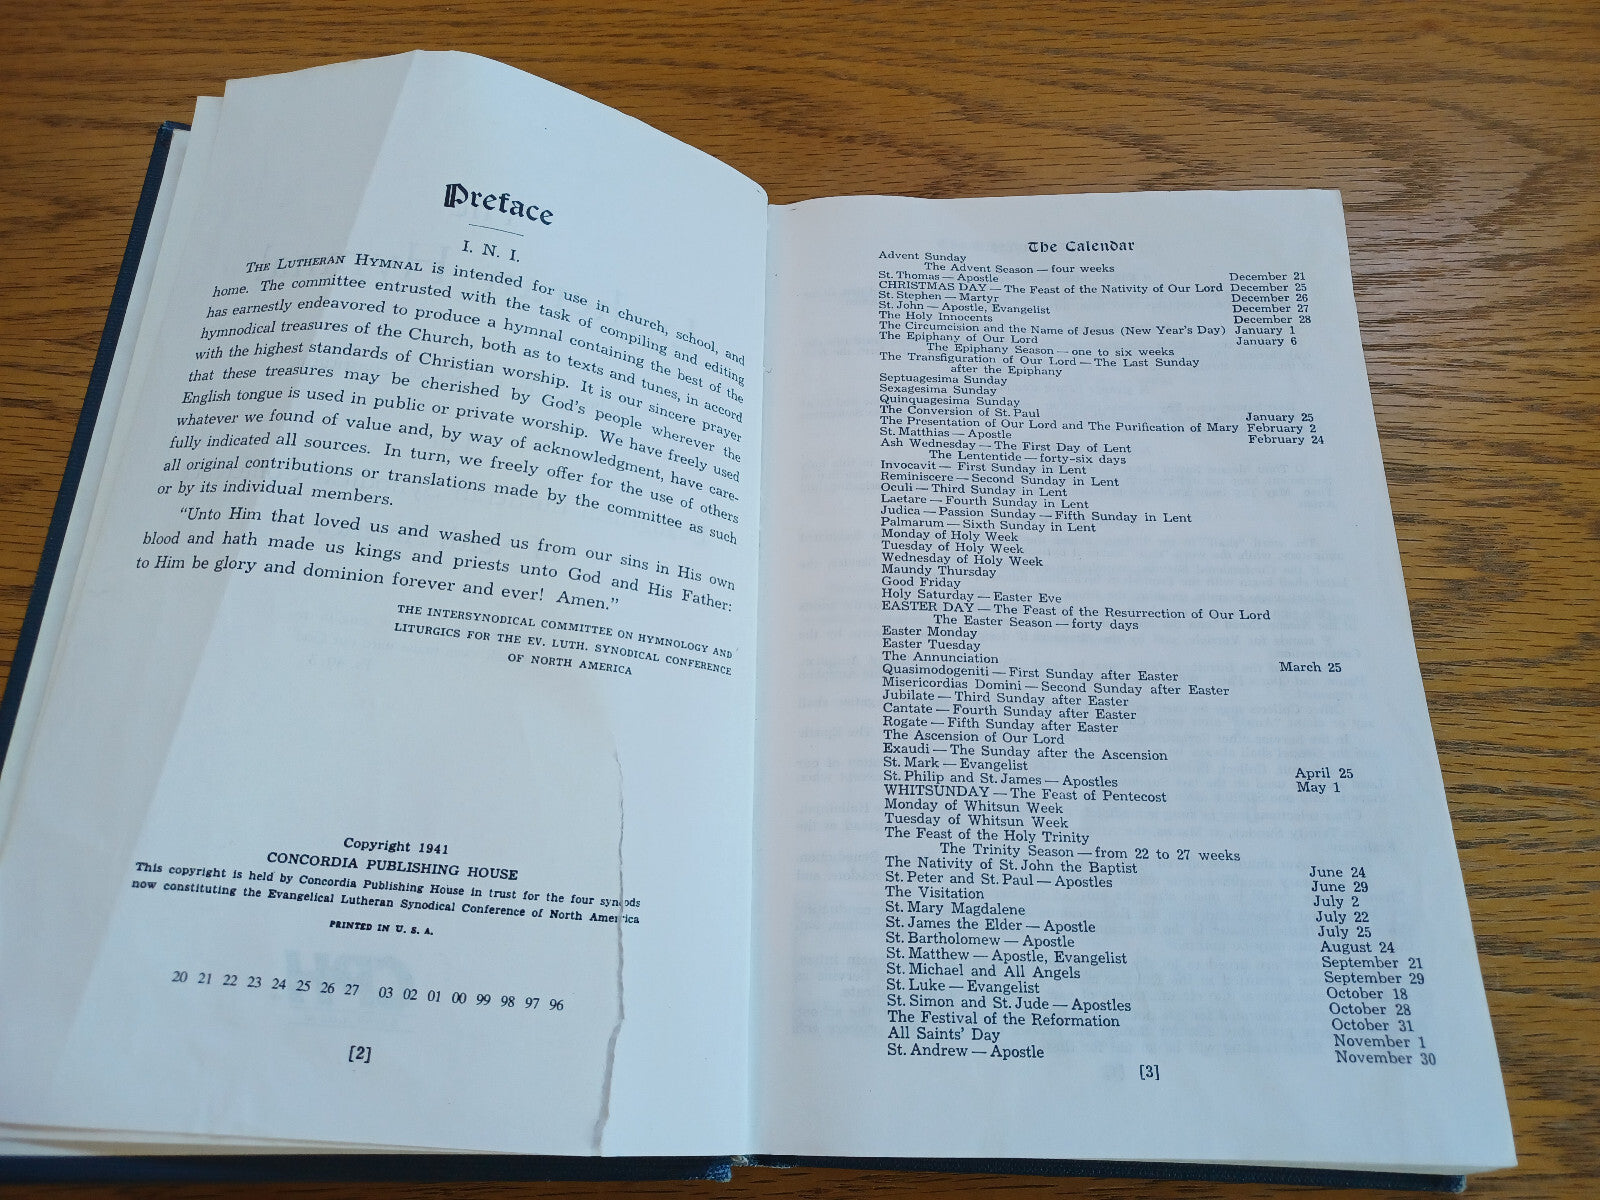 Preface
I. N. I.
THE LUTHERAN HYMNAL is intended for use in church, school, and
home. The committee entrusted with the task of compiling and editing
has earnestly endeavored to produce a hymnal containing the best of the
hymnodical treasures of the Church, both as to texts and tunes, in accord
with the highest standards of Christian worship. It is our sincere prayer
that these treasures may be cherished by God's people wherever the
English tongue is used in public or private worship. We have freely used
whatever we found of value and, by way of acknowledgment, have care-
fully indicated all sources. In turn, we freely offer for the use of others
all original contributions or translations made by the committee as such
or by its individual members.
"Unto Him that loved us and washed us from our sins in His own
blood and hath made us kings and priests unto God and His Father:
to Him be glory and dominion forever and ever! Amen."
THE INTERSYNODICAL COMMITTEE ON HYMNOLOGY AND
LITURGICS FOR THE EV. LUTH. SYNODICAL CONFERENCE
OF NORTH AMERICA
Copyright 1941
CONCORDIA PUBLISHING HOUSE
This copyright is held by Concordia Publishing House in trust for the four synods
now constituting the Evangelical Lutheran Synodical Conference of North America
PRINTED IN U. S. A.
20 21 22 23 24 25 26 27 03 02 01 00 99 98 97 96
[2]
The Calendar
Advent Sunday
The Advent Season — four weeks
St. Thomas — Apostle December 21
CHRISTMAS DAY — The Feast of the Nativity of Our Lord December 25
St. Stephen — Martyr December 26
St. John — Apostle, Evangelist December 27
The Holy Innocents December 28
The Circumcision and the Name of Jesus (New Year's Day) January 1
The Epiphany of Our Lord January 6
The Epiphany Season — one to six weeks
The Transfiguration of Our Lord — The Last Sunday
after the Epiphany
Septuagesima Sunday
Sexagesima Sunday
Quinquagesima Sunday
The Conversion of St. Paul January 25
The Presentation of Our Lord and The Purification of Mary February 2
St. Matthias — Apostle February 24
Ash Wednesday — The First Day of Lent
The Lententide — forty-six days
Invocavit — First Sunday in Lent
Reminiscere — Second Sunday in Lent
Oculi — Third Sunday in Lent
Laetare — Fourth Sunday in Lent
Judica — Passion Sunday — Fifth Sunday in Lent
Palmarum — Sixth Sunday in Lent
Monday of Holy Week
Tuesday of Holy Week
Wednesday of Holy Week
Maundy Thursday
Good Friday
Holy Saturday — Easter Eve
EASTER DAY — The Feast of the Resurrection of Our Lord
The Easter Season — forty days
Easter Monday
Easter Tuesday
The Annunciation March 25
Quasimodogeniti — First Sunday after Easter
Misericordias Domini — Second Sunday after Easter
Jubilate — Third Sunday after Easter
Cantate — Fourth Sunday after Easter
Rogate — Fifth Sunday after Easter
The Ascension of Our Lord
Exaudi — The Sunday after the Ascension
St. Mark — Evangelist April 25
St. Philip and St. James — Apostles May 1
WHITSUNDAY — The Feast of Pentecost
Monday of Whitsun Week
Tuesday of Whitsun Week
The Feast of the Holy Trinity
The Trinity Season — from 22 to 27 weeks
The Nativity of St. John the Baptist June 24
St. Peter and St. Paul — Apostles June 29
The Visitation July 2
St. Mary Magdalene July 22
St. James the Elder — Apostle July 25
St. Bartholomew — Apostle August 24
St. Matthew — Apostle, Evangelist September 21
St. Michael and All Angels September 29
St. Luke — Evangelist October 18
St. Simon and St. Jude — Apostles October 28
The Festival of the Reformation October 31
All Saints' Day November 1
St. Andrew — Apostle November 30
[3]